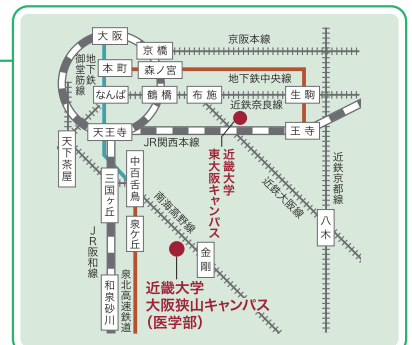 大阪
京橋
京阪本線
地下鉄
御堂筋線
本町
森ノ宮
地下鉄中央線
なんば
鶴橋
布施
近鉄奈良線
生駒
天王寺
JR関西本線
王寺
近畿大学
東大阪キャンパス
近鉄大阪線
近鉄京都線
八木
天下茶屋
三国ヶ丘
中百舌鳥
南海高野線
泉ケ丘
金剛
JR阪和線
和泉砂川
泉北高速鉄道
近畿大学
大阪狭山キャンパス
（医学部）